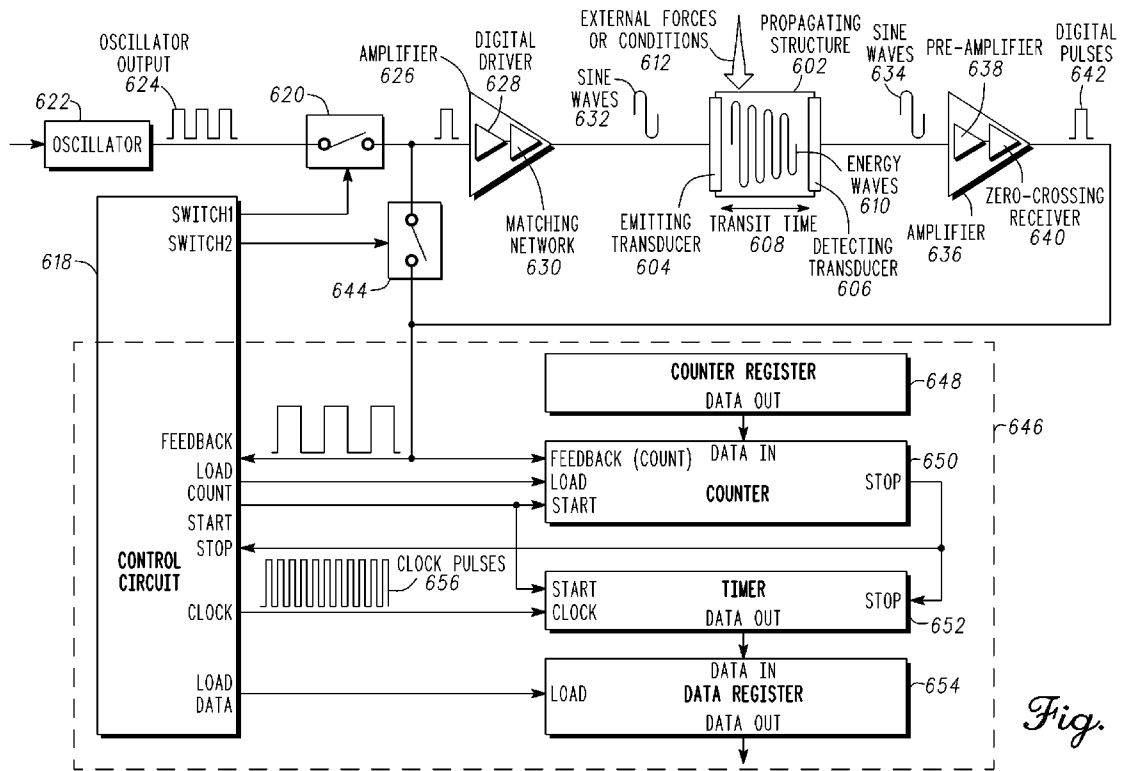 OSCILLATOR
OUTPUT
624
622
OSCILLATOR
620
AMPLIFIER
626
DIGITAL
DRIVER
628
SINE
WAVES
632
EXTERNAL FORCES
OR CONDITIONS
612
PROPAGATING
STRUCTURE
602
SINE
WAVES
634
PRE-AMPLIFIER
638
DIGITAL
PULSES
642
MATCHING
NETWORK
630
EMITTING
TRANSDUCER
604
TRANSIT TIME
608
ENERGY
WAVES
610
DETECTING
TRANSDUCER
606
AMPLIFIER
636
ZERO-CROSSING
RECEIVER
640
SWITCH1
SWITCH2
618
644
COUNTER REGISTER
DATA OUT
648
646
FEEDBACK
LOAD
COUNT
START
STOP
CONTROL
CIRCUIT
CLOCK
LOAD
DATA
DATA IN
FEEDBACK (COUNT)
LOAD
START
COUNTER
STOP
650
CLOCK PULSES
656
START
CLOCK
TIMER
DATA OUT
STOP
652
DATA IN
LOAD
DATA REGISTER
DATA OUT
654
Fig.